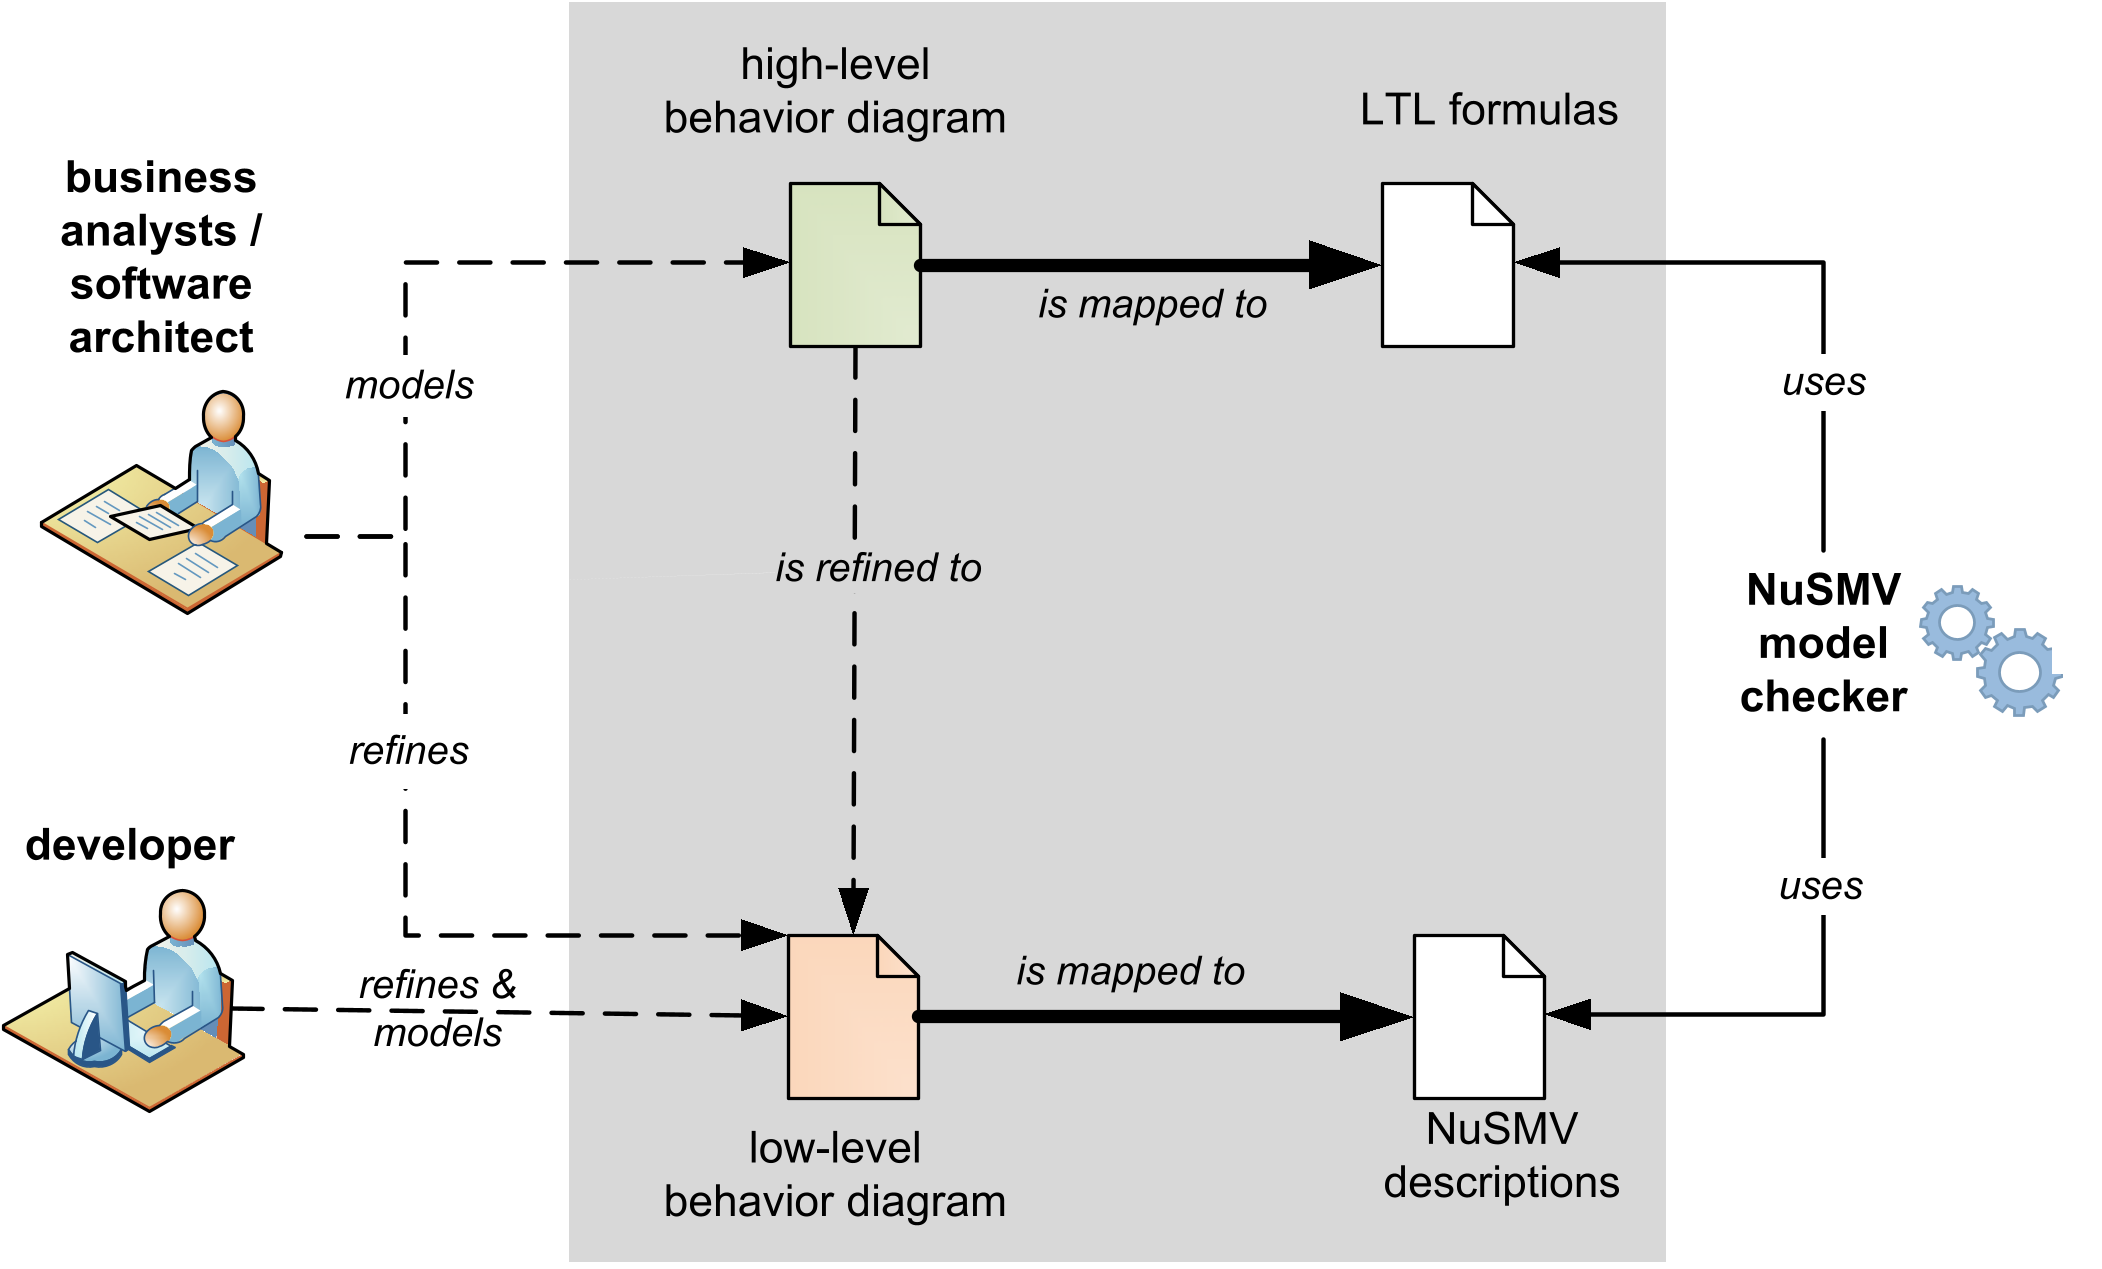 high-level
behavior diagram
LTL formulas
business
analysts /
software
architect
is mapped to
models
uses
is refined to
NuSMV
model
checker
refines
developer
uses
refines &
models
is mapped to
low-level
behavior diagram
NuSMV
descriptions